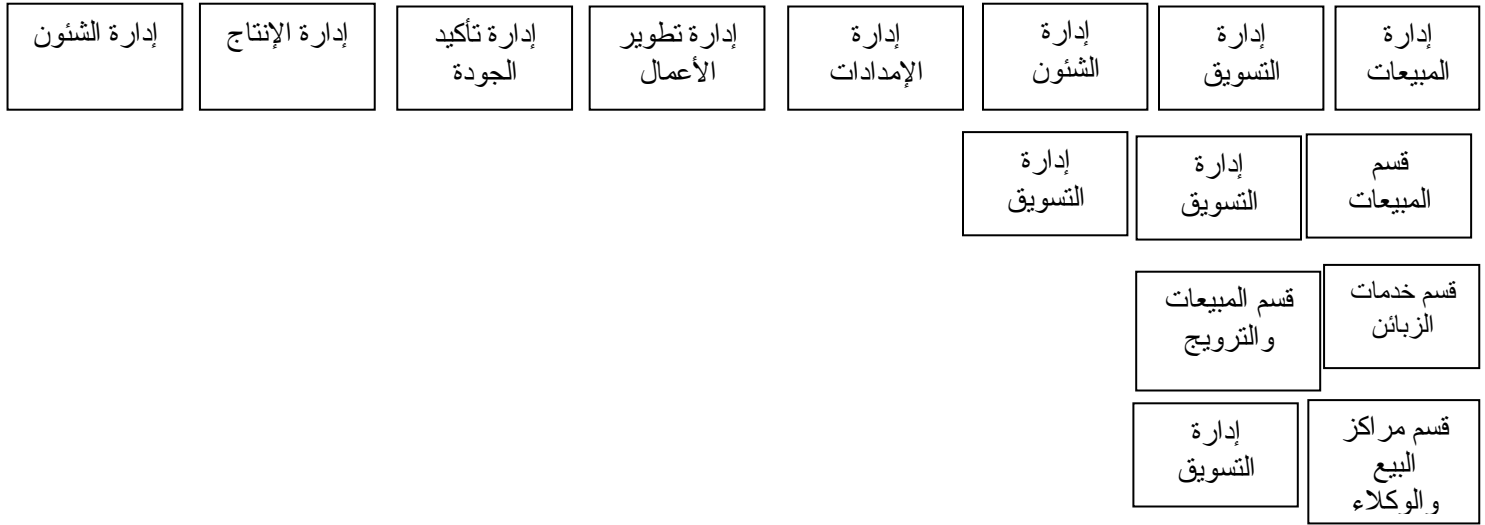 إدارة
المبيعات
إدارة
التسويق
إدارة
الشئون
إدارة
الإمدادات
إدارة تطوير
الأعمال
إدارة تأكيد
الجودة
إدارة الإنتاج
إدارة الشئون
قسم
المبيعات
إدارة
التسويق
إدارة
التسويق
قسم خدمات
الزبائن
قسم المبيعات
والترويج
قسم مراكز
البيع
والوكلاء
إدارة
التسويق